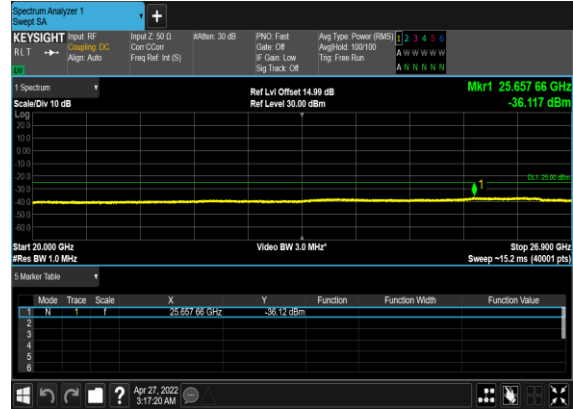 Spectrum Analyzer 1
Swept SA
KEYSIGHT Input: RF Input Z: 50 Ω #Atten: 30 dB PNO: Fast Avg Type: Power (RMS) 1 2 3 4 5 6
RLT Coupling: DC Corr CCorr Gate: Off Avg|Hold: 100/100 A W W W W W
Align: Auto Freq Ref: Int (S) IF Gain: Low Trig: Free Run
Sig Track: Off A N N N N N
1 Spectrum Ref Lvl Offset 14.99 dB Mkr1 25.657 66 GHz
Scale/Div 10 dB Ref Level 30.00 dBm -36.117 dBm
Log
20.0
10.0
0.00
-10.0
-20.0 DL1 -25.00 dBm
1
-30.0
-40.0
-50.0
-60.0
Start 20.000 GHz Video BW 3.0 MHz* Stop 26.900 GHz
#Res BW 1.0 MHz Sweep ~15.2 ms (40001 pts)
5 Marker Table
Mode Trace Scale X Y Function Function Width Function Value
1 N 1 f 25.657 66 GHz -36.12 dBm
2
3
4
5
6
? Apr 27, 2022
3:17:20 AM